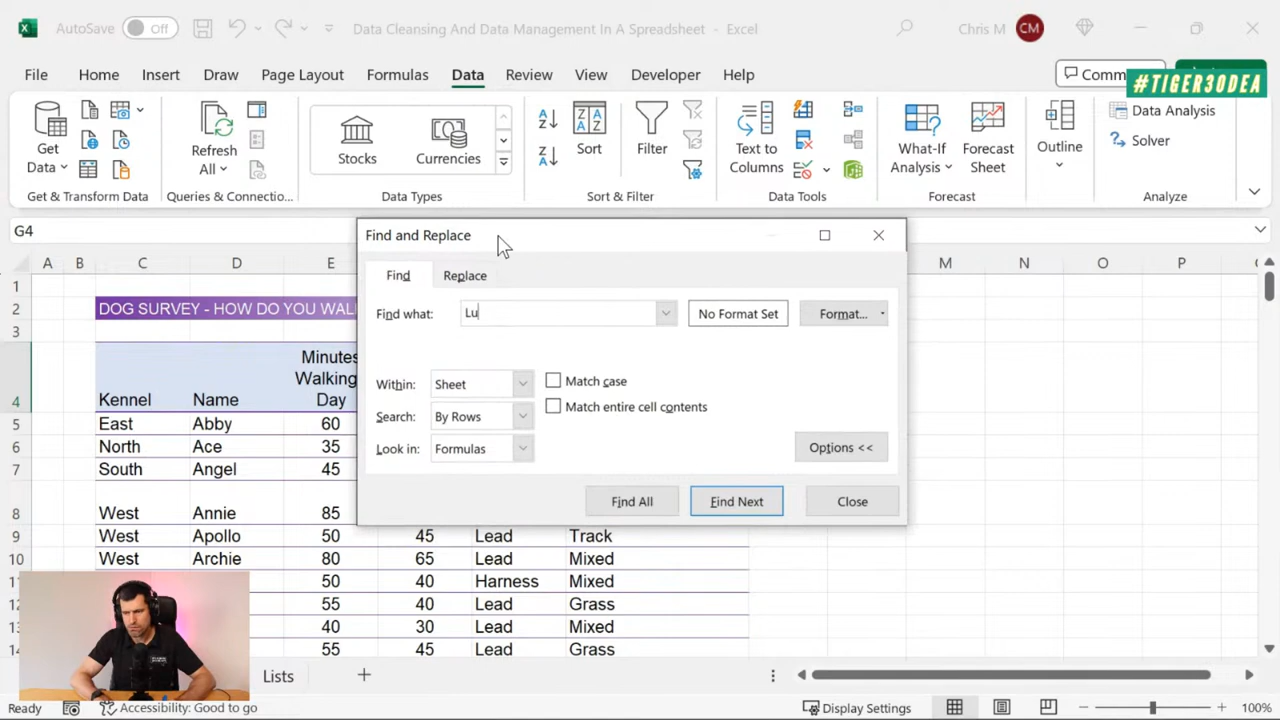 AutoSave Off Data Cleansing And Data Management In A Spreadsheet - Excel Chris M CM
File Home Insert Draw Page Layout Formulas Data Review View Developer Help
#TIGER30DEA
Get Data
Refresh All
Stocks Currencies
Sort
Filter
Text to Columns
What-If Analysis
Forecast Sheet
Outline
Data Analysis
Solver
Get & Transform Data Queries & Connectio... Data Types Sort & Filter Data Tools Forecast Analyze
G4
Find and Replace
Find Replace
Find what: Lu No Format Set Format...
Within: Sheet Match case
Search: By Rows Match entire cell contents
Look in: Formulas Options <<
Find All Find Next Close
A B C D E M N O P
1
2 DOG SURVEY - HOW DO YOU WAL
3
Minutes
Walking
4 Kennel Name Day
5 East Abby 60
6 North Ace 35
7 South Angel 45
8 West Annie 85
9 West Apollo 50 45 Lead Track
10 West Archie 80 65 Mixed
50 40 Harness Mixed
55 40 Lead Grass
40 30 Lead Mixed
55 45 Lead Grass
Lists
Ready Accessibility: Good to go Display Settings 100%